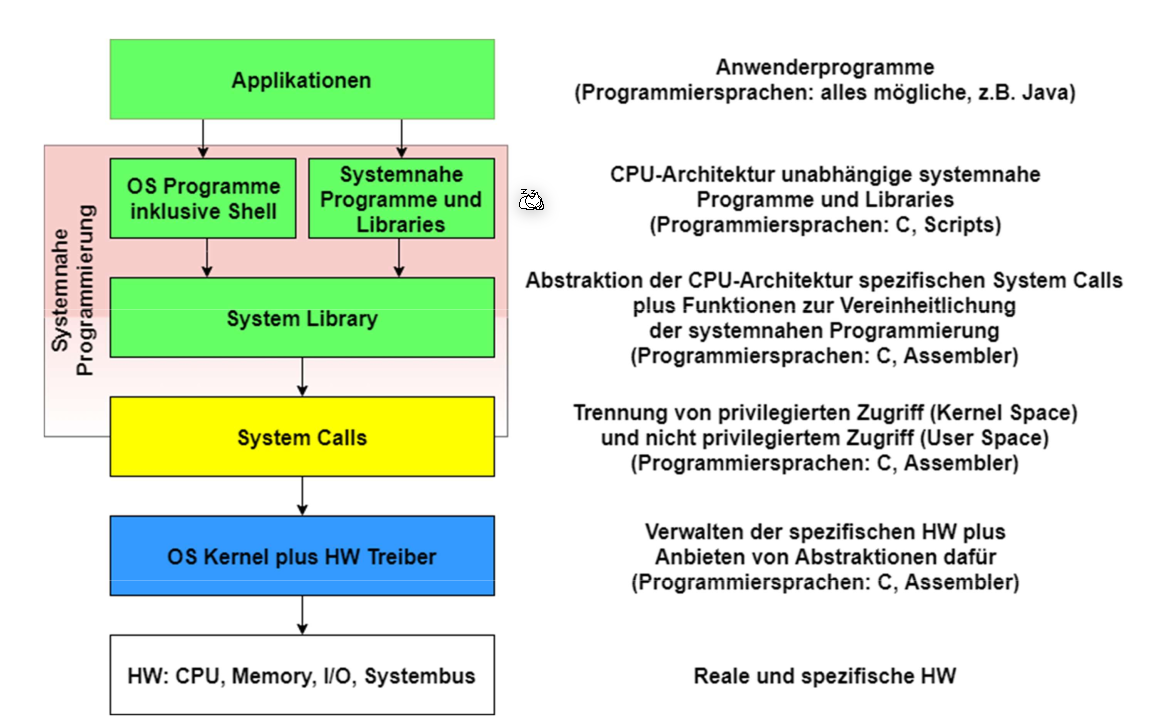 Applikationen
Anwenderprogramme
(Programmiersprachen: alles mögliche, z.B. Java)
Systemnahe
Programmierung
OS Programme
inklusive Shell
Systemnahe
Programme und
Libraries
z z
CPU-Architektur unabhängige systemnahe
Programme und Libraries
(Programmiersprachen: C, Scripts)
System Library
Abstraktion der CPU-Architektur spezifischen System Calls
plus Funktionen zur Vereinheitlichung
der systemnahen Programmierung
(Programmiersprachen: C, Assembler)
System Calls
Trennung von privilegierten Zugriff (Kernel Space)
und nicht privilegiertem Zugriff (User Space)
(Programmiersprachen: C, Assembler)
OS Kernel plus HW Treiber
Verwalten der spezifischen HW plus
Anbieten von Abstraktionen dafür
(Programmiersprachen: C, Assembler)
HW: CPU, Memory, I/O, Systembus
Reale und spezifische HW